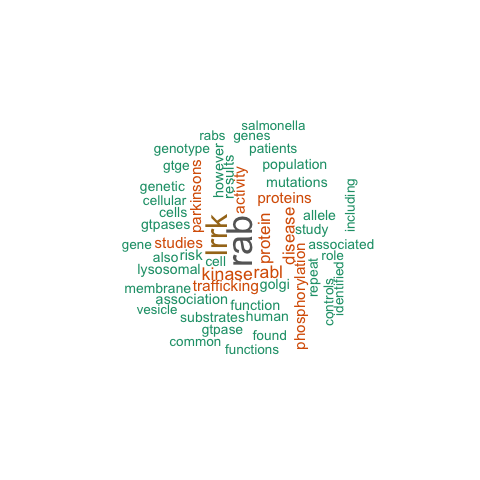 salmonella
rabs
genes
genotype
however
patients
gtge
results
population
parkinsons
activity
genetic
mutations
cellular
proteins
including
cells
allele
gtpases
lrrk
rab
protein
disease
study
gene
studies
associated
also
risk
cell
role
lysosomal
kinase
rabl
phosphorylation
repeat
identified
membrane
trafficking
golgi
controls
association
vesicle
function
substrates
human
gtpase
found
common
functions